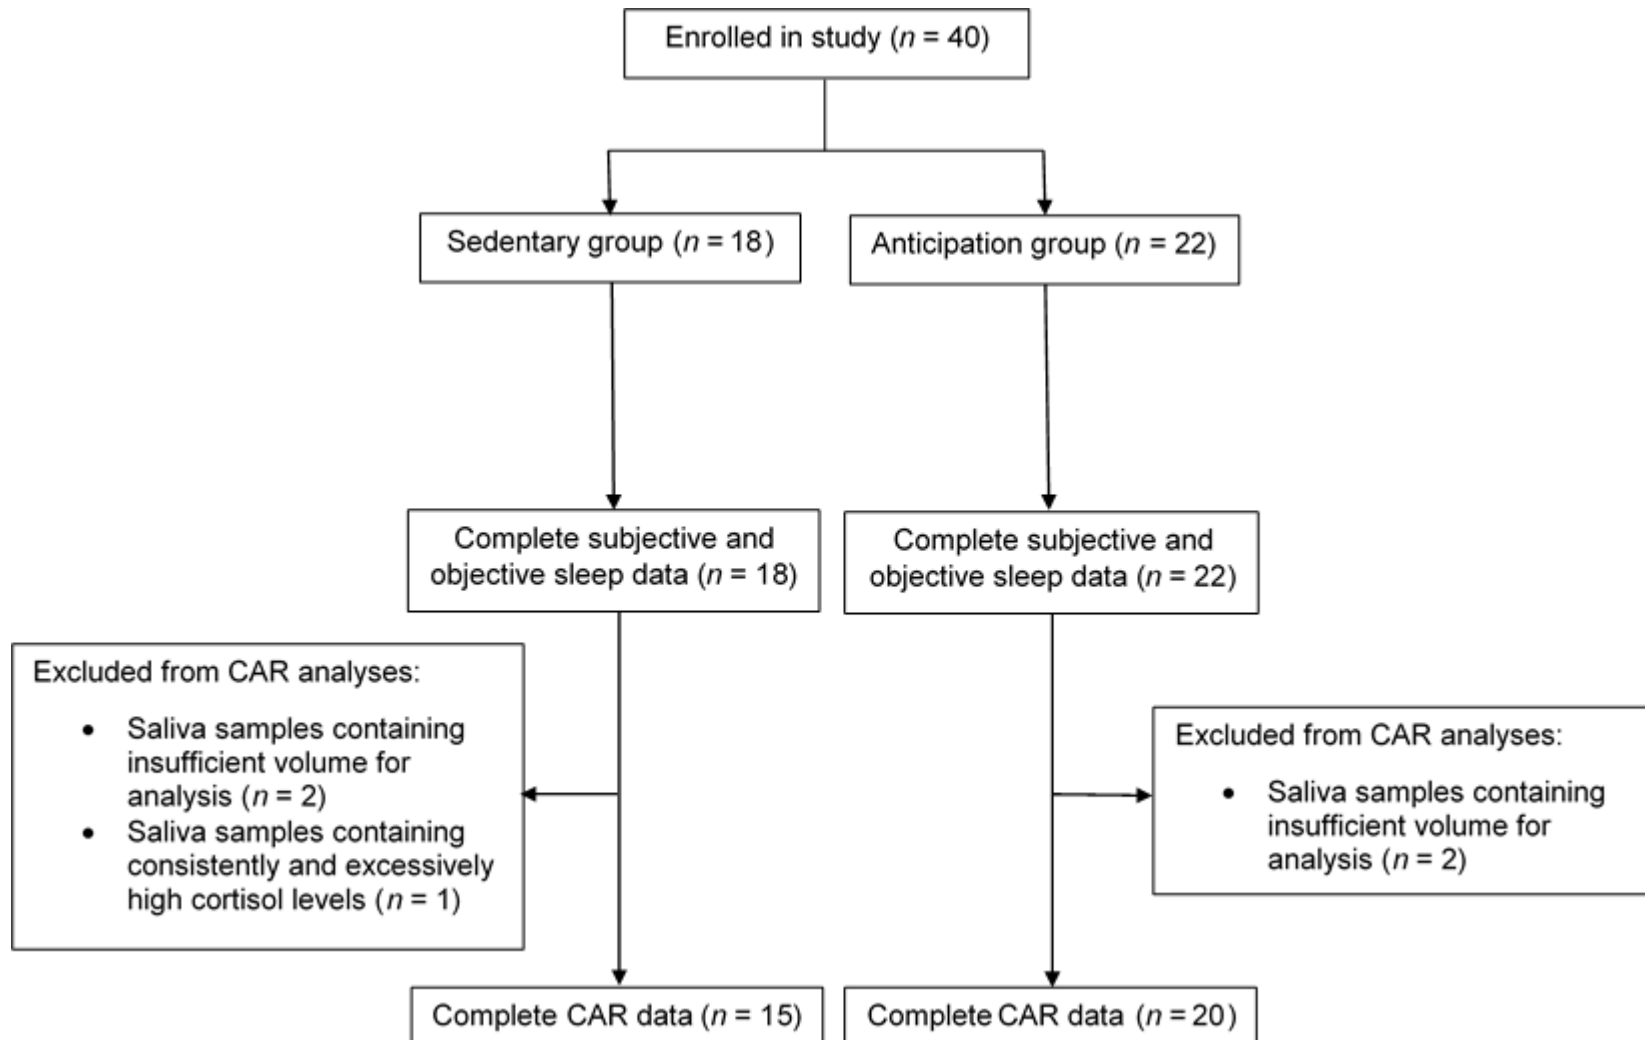 Enrolled in study (n = 40)
Sedentary group (n = 18)
Anticipation group (n = 22)
Complete subjective and
objective sleep data (n = 18)
Complete subjective and
objective sleep data (n = 22)
Excluded from CAR analyses:
• Saliva samples containing
insufficient volume for
analysis (n = 2)
• Saliva samples containing
consistently and excessively
high cortisol levels (n = 1)
Excluded from CAR analyses:
• Saliva samples containing
insufficient volume for
analysis (n = 2)
Complete CAR data (n = 15)
Complete CAR data (n = 20)